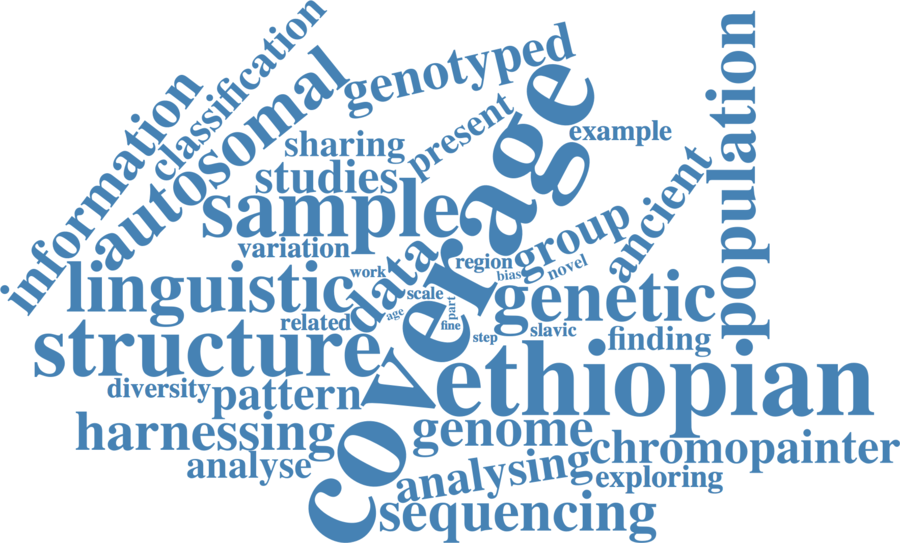 information
classification
autosomal
genotyped
sharing
present
example
population
studies
sample
coverage
ancient
variation
data
region
group
bias
novel
linguistic
work
scale
age
part
genetic
related
fine
step
slavic
finding
structure
ethiopian
diversity
pattern
harnessing
genome
chromopainter
analyse
analysing
exploring
sequencing